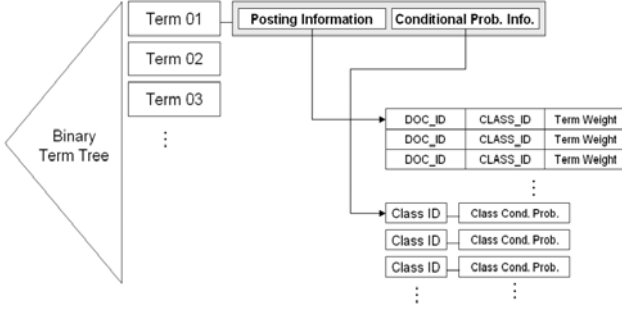 Term 01
Posting Information
Conditional Prob. Info.
Term 02
Term 03
Binary
Term Tree
DOC_ID CLASS_ID Term Weight
DOC_ID CLASS_ID Term Weight
DOC_ID CLASS_ID Term Weight
Class ID Class Cond. Prob.
Class ID Class Cond. Prob.
Class ID Class Cond. Prob.